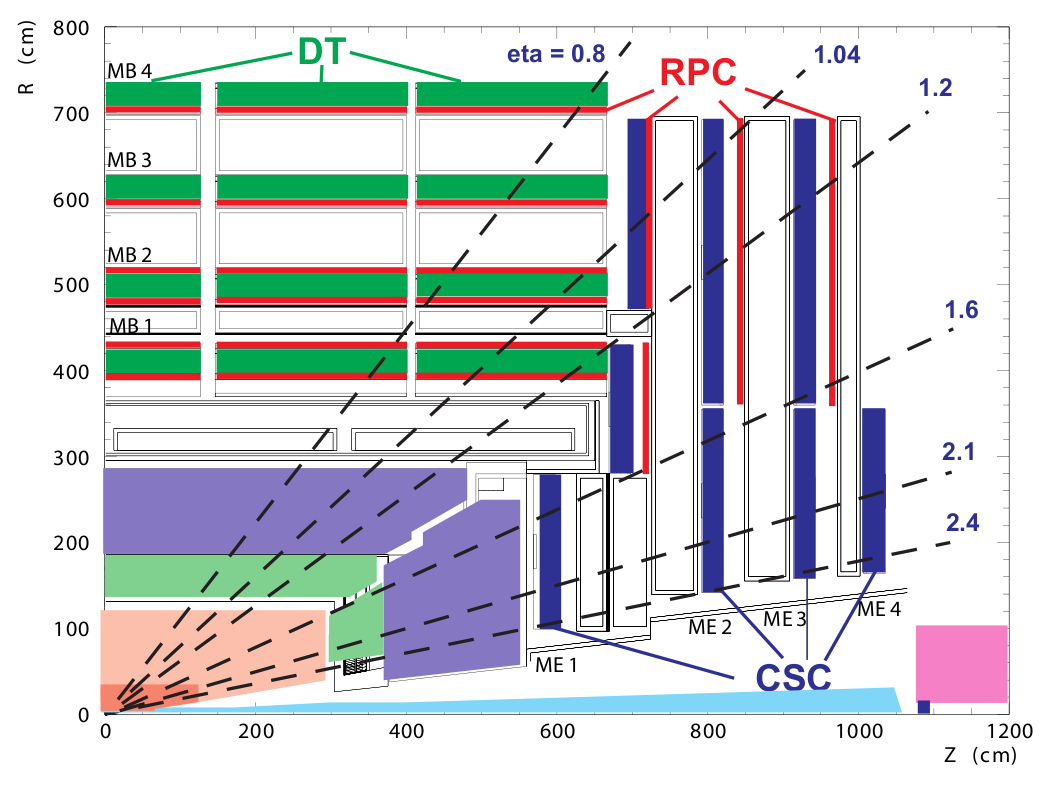 R (cm)
800
700
600
500
400
300
200
100
0
0
200
400
600
800
1000
1200
Z (cm)
MB 4
MB 3
MB 2
MB 1
DT
eta = 0.8
RPC
1.04
1.2
1.6
2.1
2.4
ME 1
ME 2
ME 3
ME 4
CSC